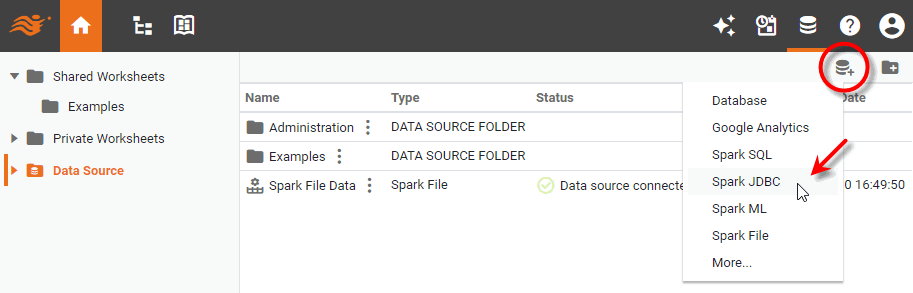 Shared Worksheets
Examples
Private Worksheets
Data Source
Name Type Status Date
Administration DATA SOURCE FOLDER
Examples DATA SOURCE FOLDER
Spark File Data Spark File Data source connecte 0 16:49:50
Database
Google Analytics
Spark SQL
Spark JDBC
Spark ML
Spark File
More...